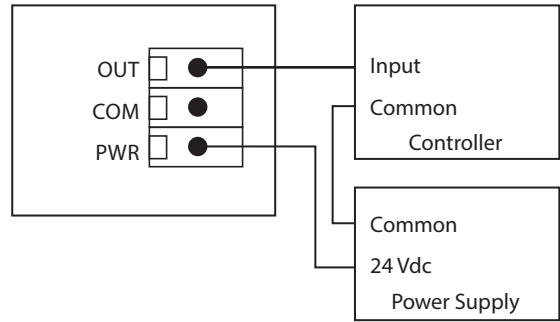 OUT
COM
PWR
Input
Common
Controller
Common
24 Vdc
Power Supply